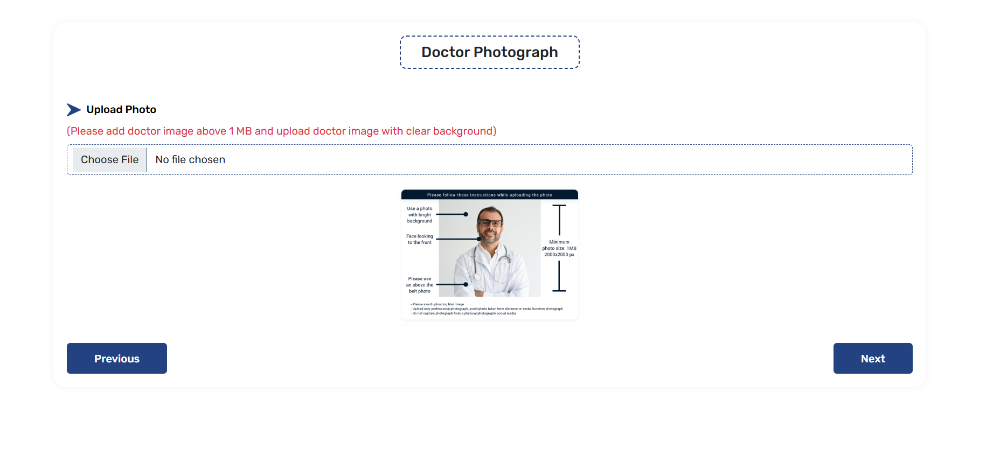 Doctor Photograph
Upload Photo
(Please add doctor image above 1 MB and upload doctor image with clear background)
Choose File No file chosen
Please follow these instructions while uploading the photo
Use a photo
with bright
background
Face looking
to the front
Minimum
photo size: 1MB
2000x2000 px
Please use
an above the
belt photo
- Please avoid uploading blur image
- Upload only professional photograph, avoid photo taken from distance or social function photograph
- Do not capture photograph from a physical photograph/ social media
Previous
Next